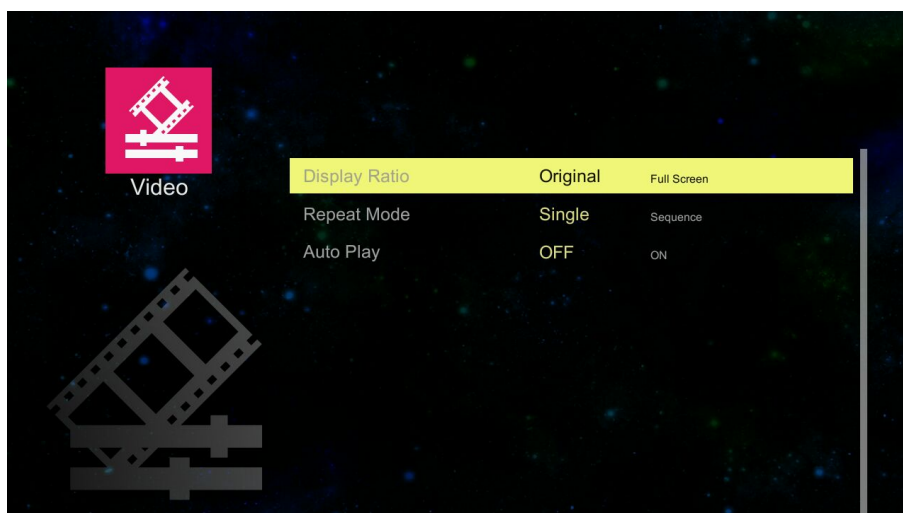 Video
Display Ratio Original Full Screen
Repeat Mode Single Sequence
Auto Play OFF ON